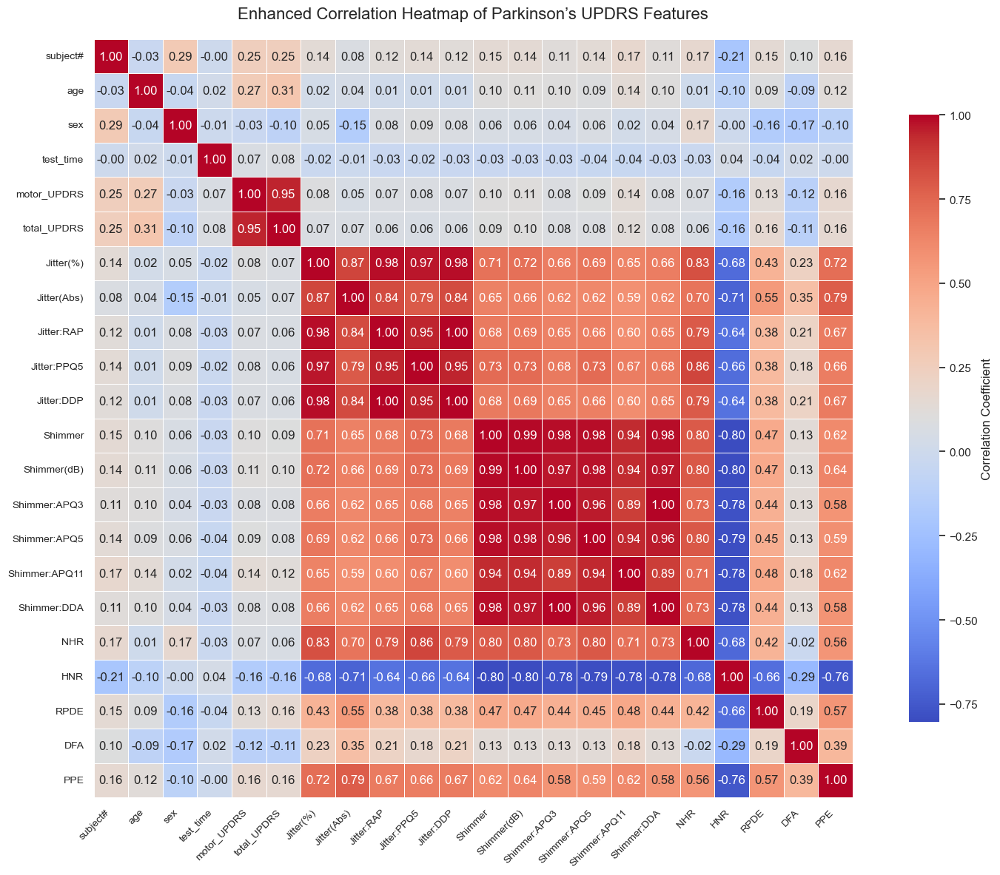 Enhanced Correlation Heatmap of Parkinson’s UPDRS Features
subject# 1.00 -0.03 0.29 -0.00 0.25 0.25 0.14 0.08 0.12 0.14 0.12 0.15 0.14 0.11 0.14 0.17 0.11 0.17 -0.21 0.15 0.10 0.16
age -0.03 1.00 -0.04 0.02 0.27 0.31 0.02 0.04 0.01 0.01 0.01 0.10 0.11 0.10 0.09 0.14 0.10 0.01 -0.10 0.09 -0.09 0.12
sex 0.29 -0.04 1.00 -0.01 -0.03 -0.10 0.05 -0.15 0.08 0.09 0.08 0.06 0.06 0.04 0.06 0.02 0.04 0.17 -0.00 -0.16 -0.17 -0.10
test_time -0.00 0.02 -0.01 1.00 0.07 0.08 -0.02 -0.01 -0.03 -0.02 -0.03 -0.03 -0.03 -0.03 -0.04 -0.04 -0.03 -0.03 0.04 -0.04 0.02 -0.00
motor_UPDRS 0.25 0.27 -0.03 0.07 1.00 0.95 0.08 0.05 0.07 0.08 0.07 0.10 0.11 0.08 0.09 0.14 0.08 0.07 -0.16 0.13 -0.12 0.16
total_UPDRS 0.25 0.31 -0.10 0.08 0.95 1.00 0.07 0.07 0.06 0.06 0.06 0.09 0.10 0.08 0.08 0.12 0.08 0.06 -0.16 0.16 -0.11 0.16
Jitter(%) 0.14 0.02 0.05 -0.02 0.08 0.07 1.00 0.87 0.98 0.97 0.98 0.71 0.72 0.66 0.69 0.65 0.66 0.83 -0.68 0.43 0.23 0.72
Jitter(Abs) 0.08 0.04 -0.15 -0.01 0.05 0.07 0.87 1.00 0.84 0.79 0.84 0.65 0.66 0.62 0.62 0.59 0.62 0.70 -0.71 0.55 0.35 0.79
Jitter:RAP 0.12 0.01 0.08 -0.03 0.07 0.06 0.98 0.84 1.00 0.95 1.00 0.68 0.69 0.65 0.66 0.60 0.65 0.79 -0.64 0.38 0.21 0.67
Jitter:PPQ5 0.14 0.01 0.09 -0.02 0.08 0.06 0.97 0.79 0.95 1.00 0.95 0.73 0.73 0.68 0.73 0.67 0.68 0.86 -0.66 0.38 0.18 0.66
Jitter:DDP 0.12 0.01 0.08 -0.03 0.07 0.06 0.98 0.84 1.00 0.95 1.00 0.68 0.69 0.65 0.66 0.60 0.65 0.79 -0.64 0.38 0.21 0.67
Shimmer 0.15 0.10 0.06 -0.03 0.10 0.09 0.71 0.65 0.68 0.73 0.68 1.00 0.99 0.98 0.98 0.94 0.98 0.80 -0.80 0.47 0.13 0.62
Shimmer(dB) 0.14 0.11 0.06 -0.03 0.11 0.10 0.72 0.66 0.69 0.73 0.69 0.99 1.00 0.97 0.98 0.94 0.97 0.80 -0.80 0.47 0.13 0.64
Shimmer:APQ3 0.11 0.10 0.04 -0.03 0.08 0.08 0.66 0.62 0.65 0.68 0.65 0.98 0.97 1.00 0.96 0.89 1.00 0.73 -0.78 0.44 0.13 0.58
Shimmer:APQ5 0.14 0.09 0.06 -0.04 0.09 0.08 0.69 0.62 0.66 0.73 0.66 0.98 0.98 0.96 1.00 0.94 0.96 0.80 -0.79 0.45 0.13 0.59
Shimmer:APQ11 0.17 0.14 0.02 -0.04 0.14 0.12 0.65 0.59 0.60 0.67 0.60 0.94 0.94 0.89 0.94 1.00 0.89 0.71 -0.78 0.48 0.18 0.62
Shimmer:DDA 0.11 0.10 0.04 -0.03 0.08 0.08 0.66 0.62 0.65 0.68 0.65 0.98 0.97 1.00 0.96 0.89 1.00 0.73 -0.78 0.44 0.13 0.58
NHR 0.17 0.01 0.17 -0.03 0.07 0.06 0.83 0.70 0.79 0.86 0.79 0.80 0.80 0.73 0.80 0.71 0.73 1.00 -0.68 0.42 -0.02 0.56
HNR -0.21 -0.10 -0.00 0.04 -0.16 -0.16 -0.68 -0.71 -0.64 -0.66 -0.64 -0.80 -0.80 -0.78 -0.79 -0.78 -0.78 -0.68 1.00 -0.66 -0.29 -0.76
RPDE 0.15 0.09 -0.16 -0.04 0.13 0.16 0.43 0.55 0.38 0.38 0.38 0.47 0.47 0.44 0.45 0.48 0.44 0.42 -0.66 1.00 0.19 0.57
DFA 0.10 -0.09 -0.17 0.02 -0.12 -0.11 0.23 0.35 0.21 0.18 0.21 0.13 0.13 0.13 0.13 0.18 0.13 -0.02 -0.29 0.19 1.00 0.39
PPE 0.16 0.12 -0.10 -0.00 0.16 0.16 0.72 0.79 0.67 0.66 0.67 0.62 0.64 0.58 0.59 0.62 0.58 0.56 -0.76 0.57 0.39 1.00
subject# age sex test_time motor_UPDRS total_UPDRS Jitter(%) Jitter(Abs) Jitter:RAP Jitter:PPQ5 Jitter:DDP Shimmer Shimmer(dB) Shimmer:APQ3 Shimmer:APQ5 Shimmer:APQ11 Shimmer:DDA NHR HNR RPDE DFA PPE
1.00
0.75
0.50
0.25
0.00
−0.25
−0.50
−0.75
Correlation Coefficient